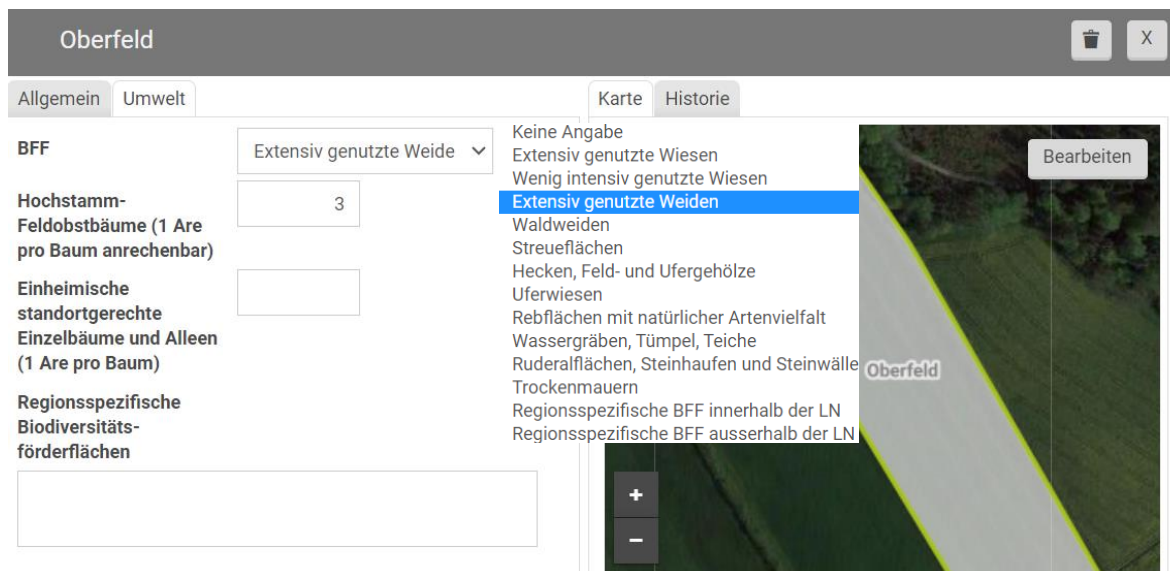 Oberfeld
X
Allgemein
Umwelt
Karte
Historie
BFF
Extensiv genutzte Weide
Hochstamm-
Feldobstbäume (1 Are
pro Baum anrechenbar)
3
Einheimische
standortgerechte
Einzelbäume und Alleen
(1 Are pro Baum)
Regionsspezifische
Biodiversitäts-
förderflächen
Keine Angabe
Extensiv genutzte Wiesen
Wenig intensiv genutzte Wiesen
Extensiv genutzte Weiden
Waldweiden
Streueflächen
Hecken, Feld- und Ufergehölze
Uferwiesen
Rebflächen mit natürlicher Artenvielfalt
Wassergräben, Tümpel, Teiche
Ruderalflächen, Steinhaufen und Steinwälle
Trockenmauern
Regionsspezifische BFF innerhalb der LN
Regionsspezifische BFF ausserhalb der LN
Bearbeiten
Oberfeld
+
−